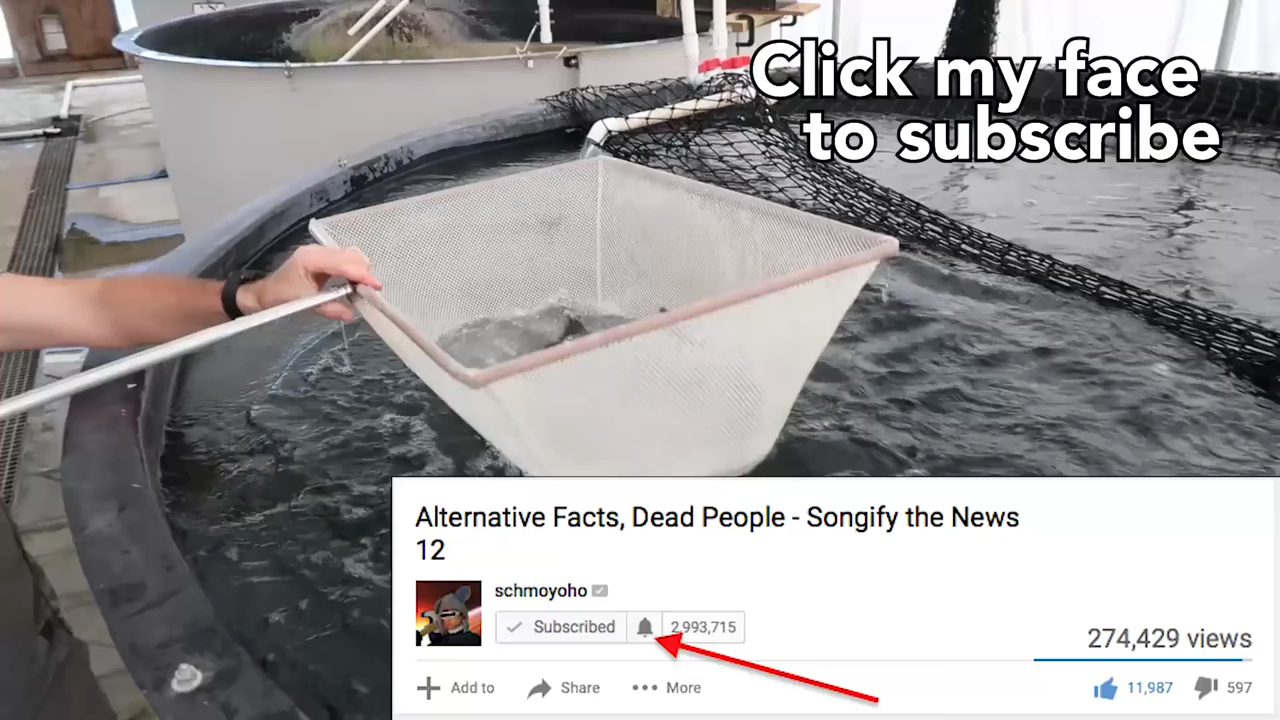 Click my face
to subscribe
Alternative Facts, Dead People - Songify the News
12
schmoyoho
Subscribed 2,993,715
274,429 views
Add to Share More 11,987 597